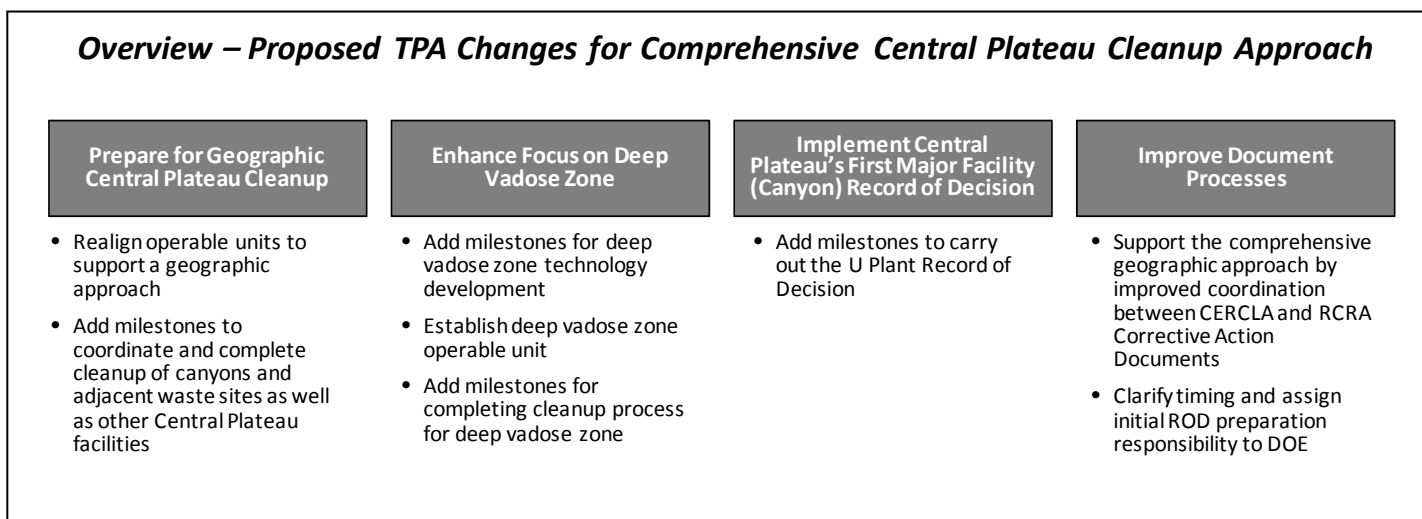 Overview – Proposed TPA Changes for Comprehensive Central Plateau Cleanup Approach
Prepare for Geographic
Central Plateau Cleanup
• Realign operable units to
support a geographic
approach
• Add milestones to
coordinate and complete
cleanup of canyons and
adjacent waste sites as well
as other Central Plateau
facilities
Enhance Focus on Deep
Vadose Zone
• Add milestones for deep
vadose zone technology
development
• Establish deep vadose zone
operable unit
• Add milestones for
completing cleanup process
for deep vadose zone
Implement Central
Plateau's First Major Facility
(Canyon) Record of Decision
• Add milestones to carry
out the U Plant Record of
Decision
Improve Document
Processes
• Support the comprehensive
geographic approach by
improved coordination
between CERCLA and RCRA
Corrective Action
Documents
• Clarify timing and assign
initial ROD preparation
responsibility to DOE